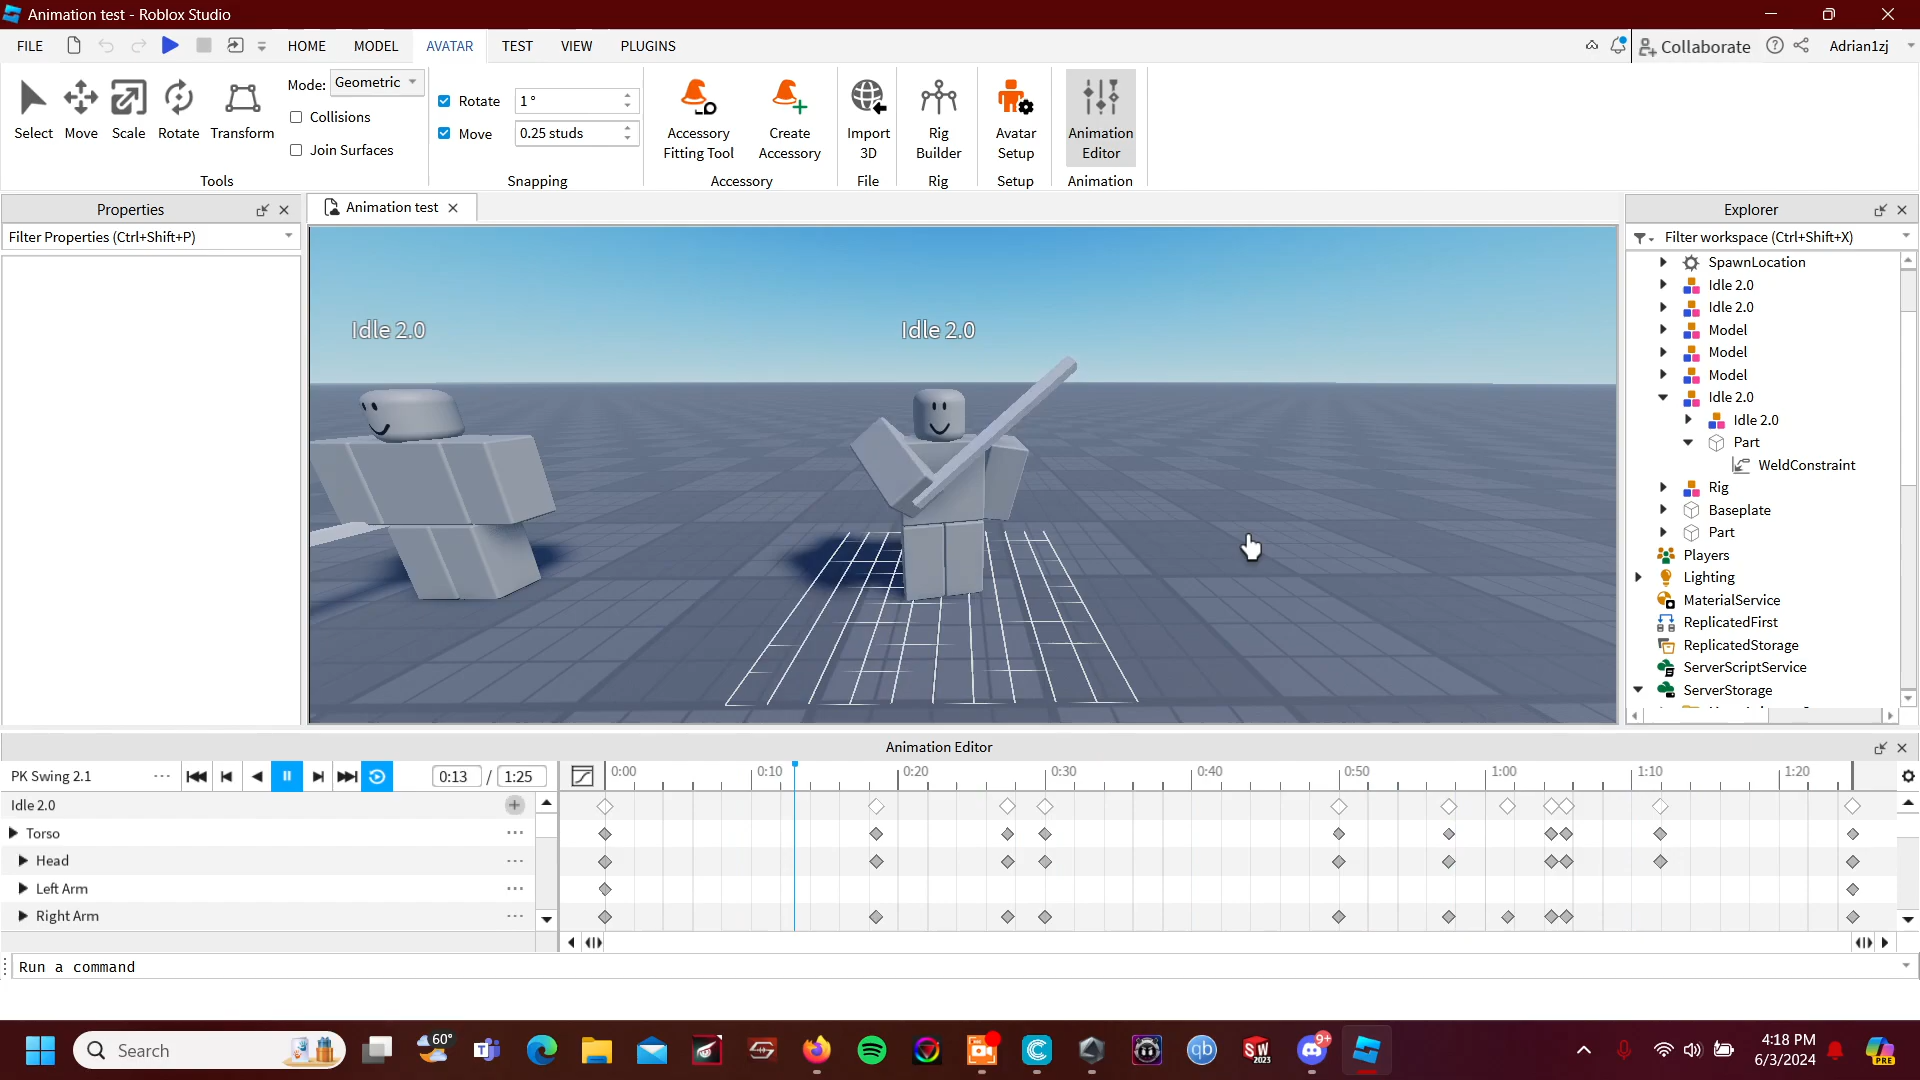 Animation test - Roblox Studio
FILE HOME MODEL AVATAR TEST VIEW PLUGINS Collaborate Adrian1zj
Select Move Scale Rotate Transform
Mode: Geometric
Collisions
Join Surfaces
Tools
Rotate 1 °
Move 0.25 studs
Snapping
Accessory Fitting Tool
Create Accessory
Accessory
Import 3D
File
Rig Builder
Rig
Avatar Setup
Setup
Animation Editor
Animation
Properties
Filter Properties (Ctrl+Shift+P)
Animation test
Idle 2.0
Idle 2.0
Explorer
Filter workspace (Ctrl+Shift+X)
SpawnLocation
Idle 2.0
Idle 2.0
Model
Model
Model
Idle 2.0
Idle 2.0
Part
WeldConstraint
Rig
Baseplate
Part
Players
Lighting
MaterialService
ReplicatedFirst
ReplicatedStorage
ServerScriptService
ServerStorage
Animation Editor
PK Swing 2.1 0:13 / 1:25
0:00 0:10 0:20 0:30 0:40 0:50 1:00 1:10 1:20
Idle 2.0
Torso
Head
Left Arm
Right Arm
Run a command
Search
60°
qb
SW
2023
9+
4:18 PM
6/3/2024
PRE